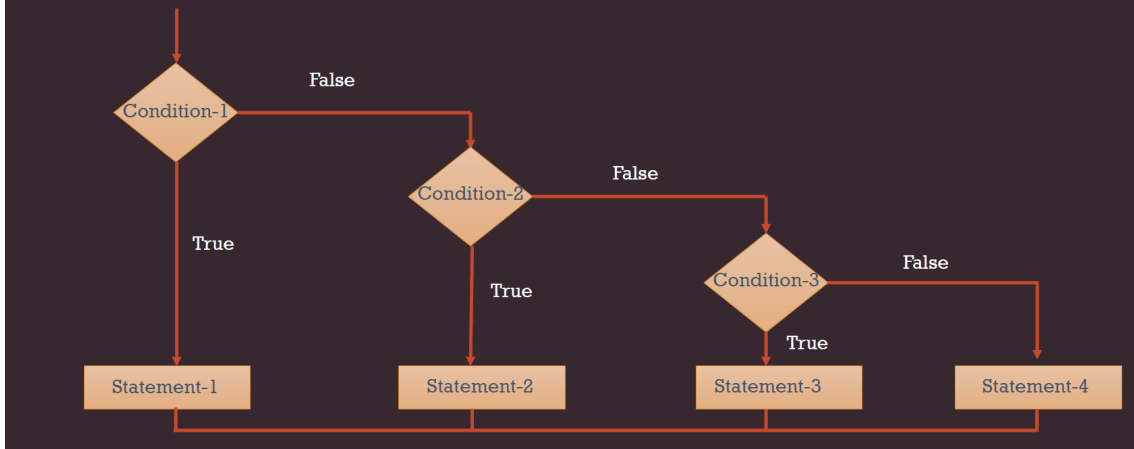 False
Condition-1
False
Condition-2
True
False
Condition-3
True
True
Statement-1
Statement-2
Statement-3
Statement-4